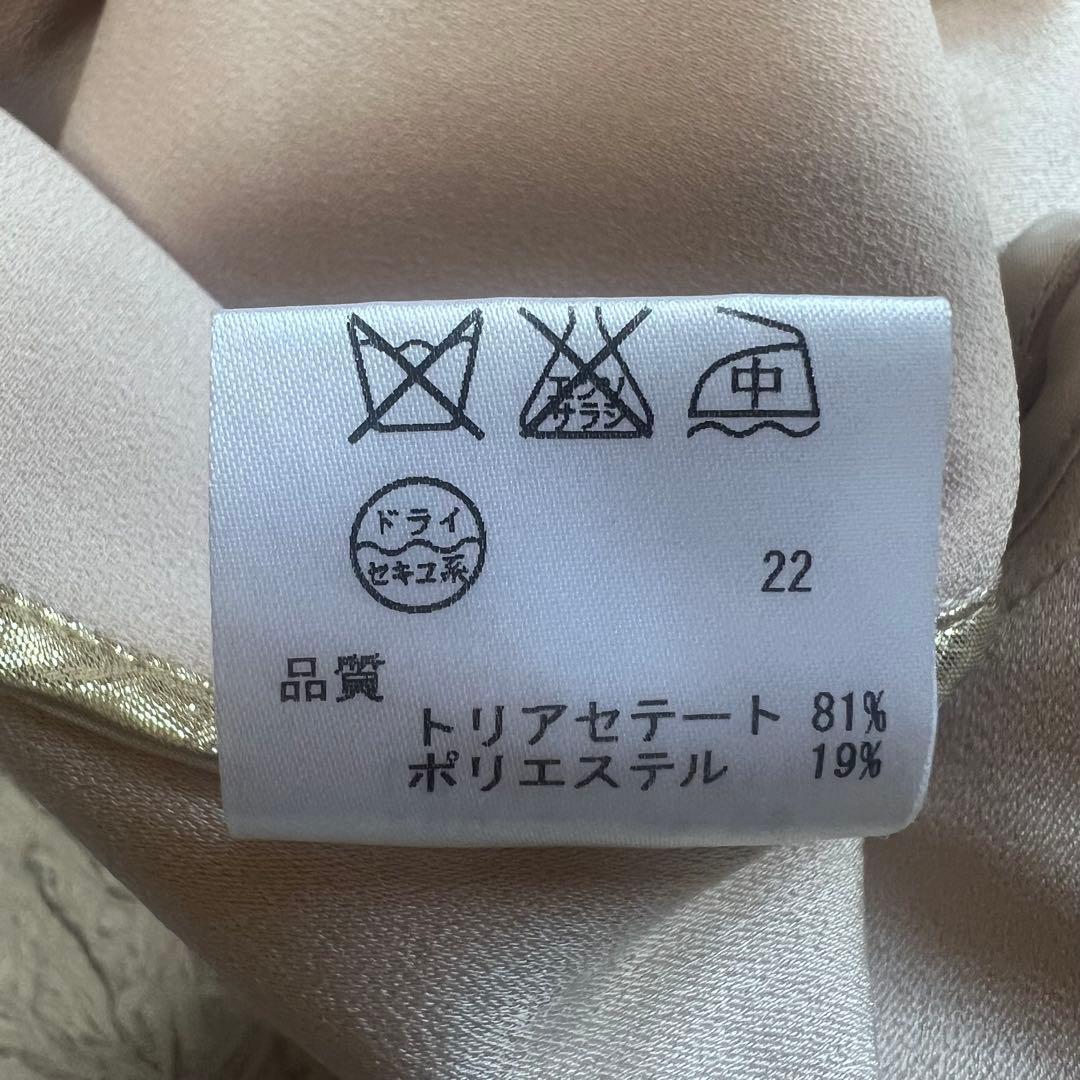 エンソ
サラシ
中
ドライ
セキユ系
22
品質
トリアセテート 81%
ポリエステル 19%